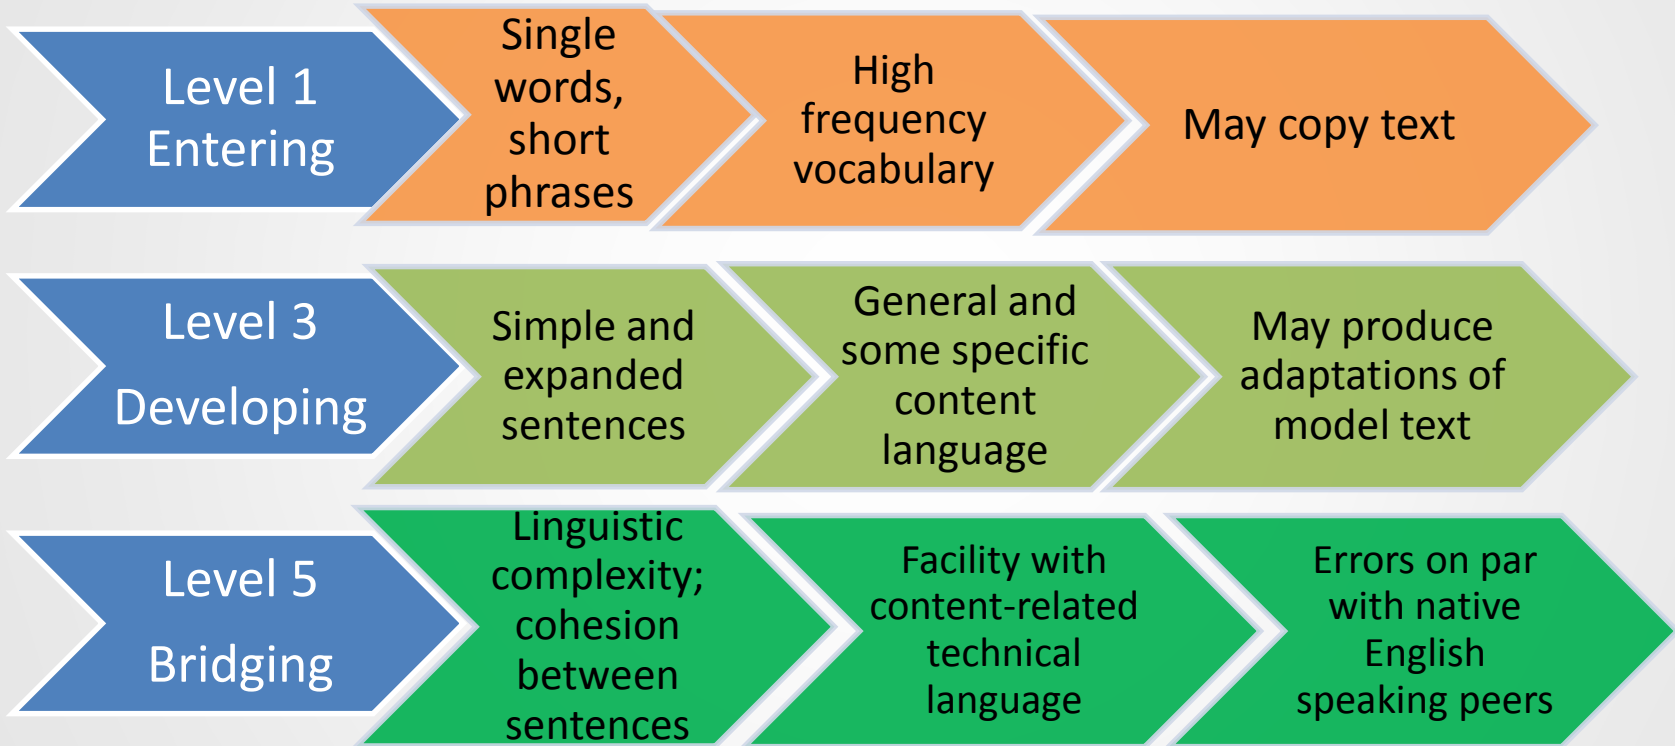 Level 1
Entering
Single
words,
short
phrases
High
frequency
vocabulary
May copy text
Level 3
Developing
Simple and
expanded
sentences
General and
some specific
content
language
May produce
adaptations of
model text
Level 5
Bridging
Linguistic
complexity;
cohesion
between
sentences
Facility with
content-related
technical
language
Errors on par
with native
English
speaking peers